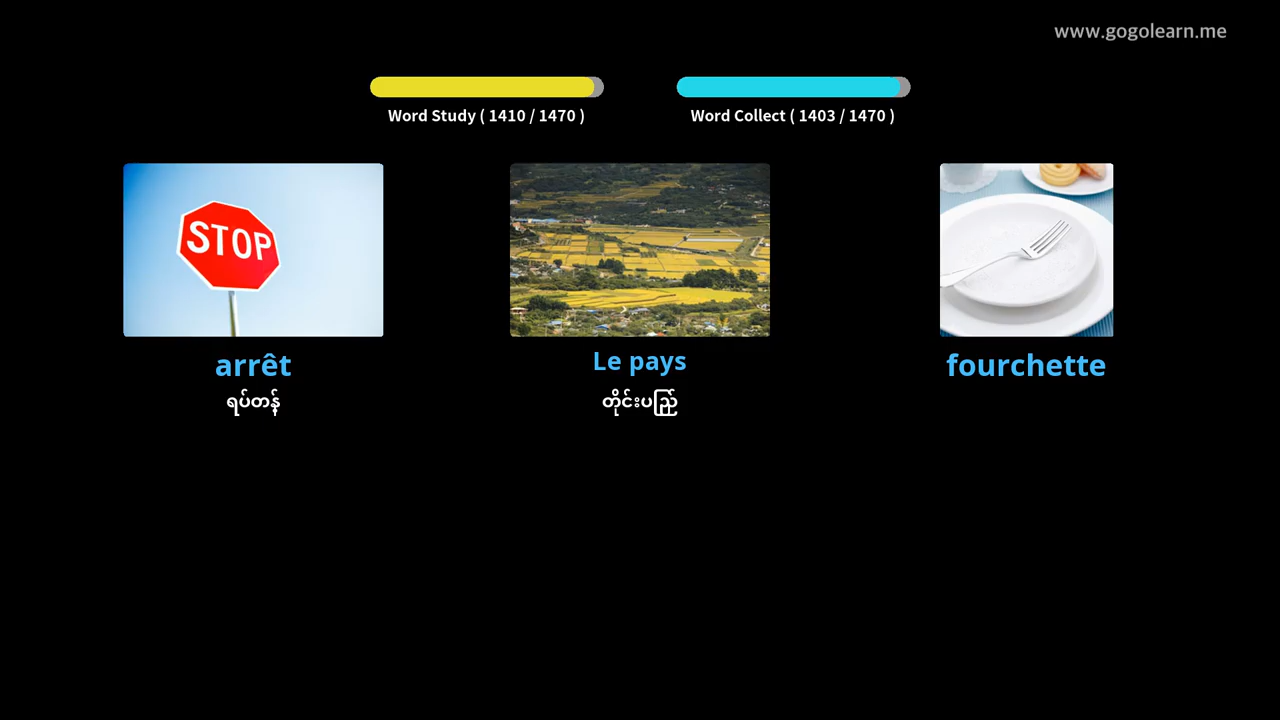 www.gogolearn.me
Word Study ( 1410 / 1470 )
Word Collect ( 1403 / 1470 )
STOP
arrêt
Le pays
fourchette
ရပ်တန့်
တိုင်းပြည်